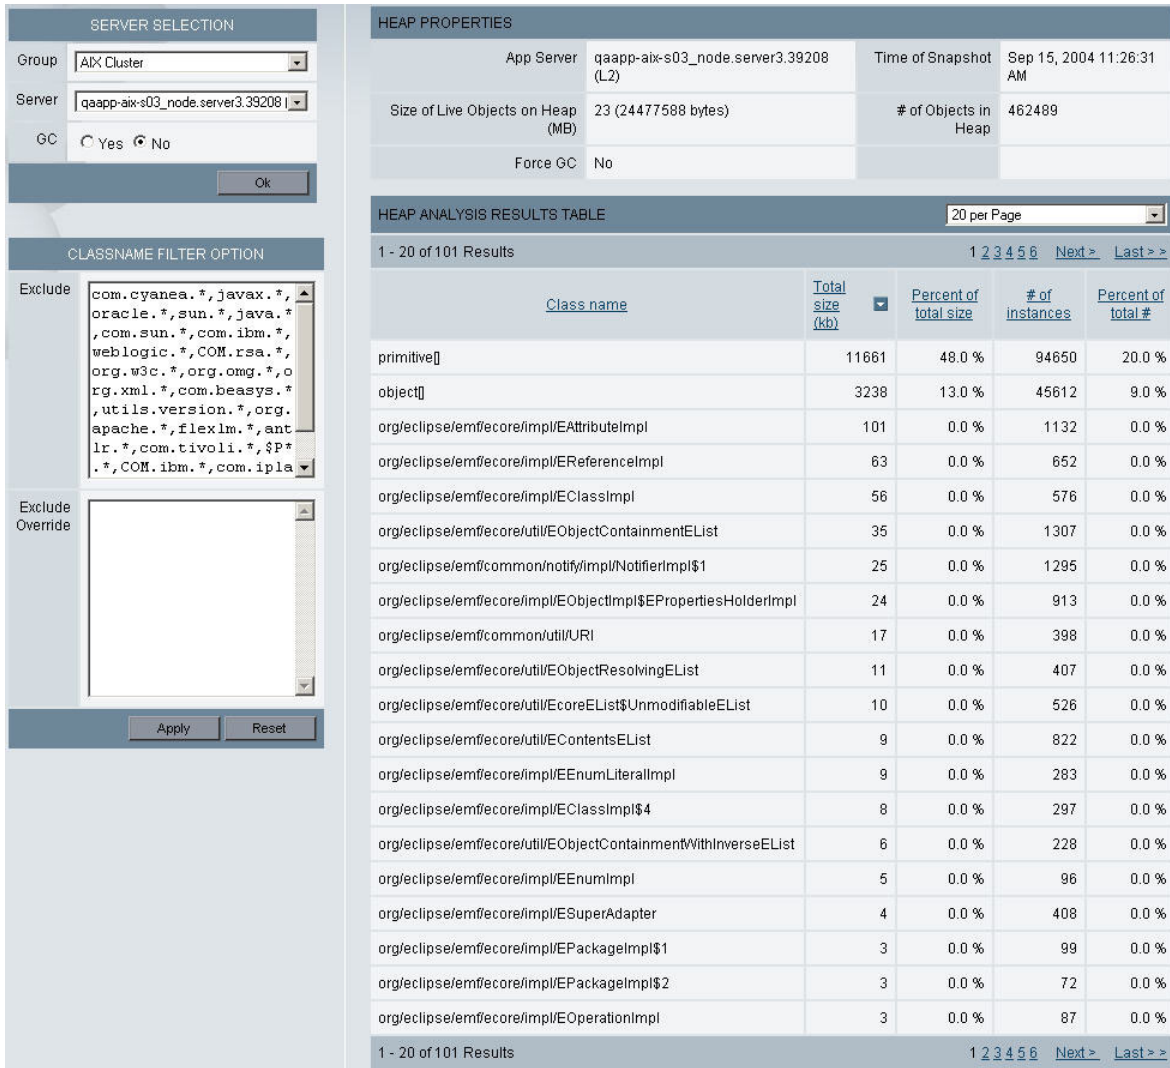 SERVER SELECTION
Group AIX Cluster
Server qaapp-aix-s03_node.server3.39208
GC Yes No
Ok
CLASSNAME FILTER OPTION
Exclude
com.cyanea.*,javax.*,
oracle.*,sun.*,java.*
,com.sun.*,com.ibm.*,
weblogic.*,COM.rsa.*,
org.w3c.*,org.omg.*,o
rg.xml.*,com.beasys.*
,utils.version.*,org.
apache.*,flexlm.*,ant
lr.*,com.tivoli.*,$P*
.*,COM.ibm.*,com.ipla
Exclude
Override
Apply Reset
HEAP PROPERTIES
App Server qaapp-aix-s03_node.server3.39208 Time of Snapshot Sep 15, 2004 11:26:31
(L2) AM
Size of Live Objects on Heap 23 (24477588 bytes) # of Objects in 462489
(MB) Heap
Force GC No
HEAP ANALYSIS RESULTS TABLE 20 per Page
1 - 20 of 101 Results 1 2 3 4 5 6 Next > Last > >
Class name Total size (kb) Percent of total size # of instances Percent of total #
primitive[] 11661 48.0 % 94650 20.0 %
object[] 3238 13.0 % 45612 9.0 %
org/eclipse/emf/ecore/impl/EAttributeImpl 101 0.0 % 1132 0.0 %
org/eclipse/emf/ecore/impl/EReferenceImpl 63 0.0 % 652 0.0 %
org/eclipse/emf/ecore/impl/EClassImpl 56 0.0 % 576 0.0 %
org/eclipse/emf/ecore/util/EObjectContainmentEList 35 0.0 % 1307 0.0 %
org/eclipse/emf/common/notify/impl/NotifierImpl$1 25 0.0 % 1295 0.0 %
org/eclipse/emf/ecore/impl/EObjectImpl$EPropertiesHolderImpl 24 0.0 % 913 0.0 %
org/eclipse/emf/common/util/URI 17 0.0 % 398 0.0 %
org/eclipse/emf/ecore/util/EObjectResolvingEList 11 0.0 % 407 0.0 %
org/eclipse/emf/ecore/util/EcoreEList$UnmodifiableEList 10 0.0 % 526 0.0 %
org/eclipse/emf/ecore/util/EContentsEList 9 0.0 % 822 0.0 %
org/eclipse/emf/ecore/impl/EEnumLiteralImpl 9 0.0 % 283 0.0 %
org/eclipse/emf/ecore/impl/EClassImpl$4 8 0.0 % 297 0.0 %
org/eclipse/emf/ecore/util/EObjectContainmentWithInverseEList 6 0.0 % 228 0.0 %
org/eclipse/emf/ecore/impl/EEnumImpl 5 0.0 % 96 0.0 %
org/eclipse/emf/ecore/impl/ESuperAdapter 4 0.0 % 408 0.0 %
org/eclipse/emf/ecore/impl/EPackageImpl$1 3 0.0 % 99 0.0 %
org/eclipse/emf/ecore/impl/EPackageImpl$2 3 0.0 % 72 0.0 %
org/eclipse/emf/ecore/impl/EOperationImpl 3 0.0 % 87 0.0 %
1 - 20 of 101 Results 1 2 3 4 5 6 Next > Last > >